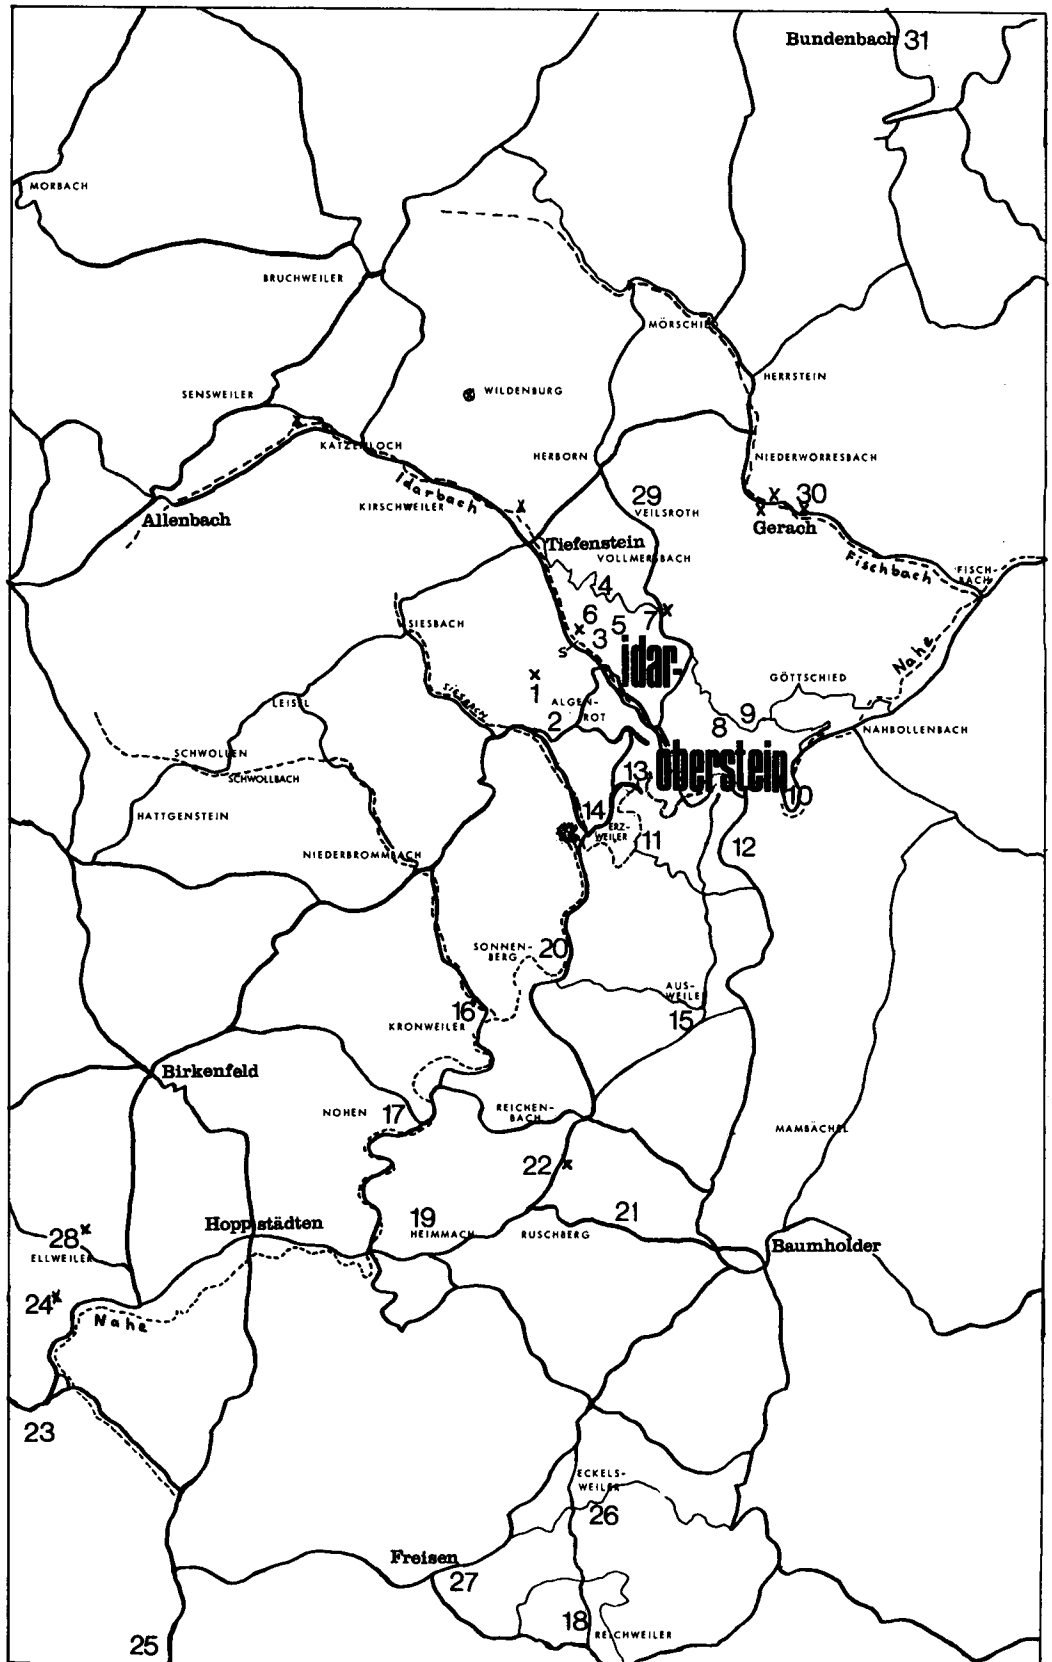 Bundenbach 31
MORBACH
BRUCHWEILER
MÖRSCHIED
HERRSTEIN
SENSWEILER
WILDENBURG
KATZENLOCH
HERBORN
NIEDERWÖRRESBACH
Idarbach
KIRSCHWEILER
29
VEILSROTH
30
Gerach
Allenbach
Tiefenstein
VOLLMERSBACH
Fischbach
FISCH-
BACH
4
6
5
7
3
S
SIESBACH
idar-
Nahe
1
GÖTTSCHIED
SIESBACH
ALGEN-
ROT
2
LEISEL
8
9
NAHBOLLENBACH
SCHWOLLEN
SCHWOLLBACH
oberstein
13
10
HATTGENSTEIN
14
ERZ-
WEILER
11
12
NIEDERBROMMBACH
SONNEN-
BERG
20
AUS-
WEILER
16
15
KRONWEILER
Birkenfeld
NOHEN
17
REICHEN-
BACH
MAMBÄCHEL
22
19
21
28
Hoppstädten
HEIMMACH
RUSCHBERG
ELLWEILER
Baumholder
24
Nahe
23
ECKELS-
WEILER
26
Freisen
27
18
REICHWEILER
25